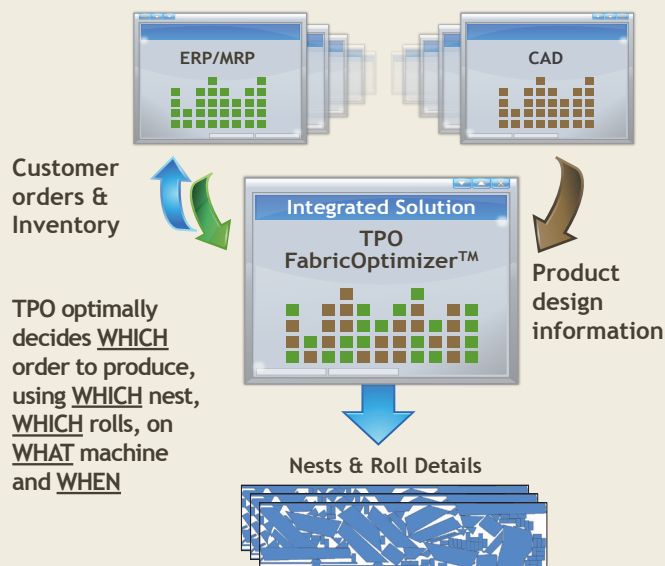 ERP/MRP
CAD
Customer
orders &
Inventory
Integrated Solution
TPO
FabricOptimizer™
Product
design
information
TPO optimally
decides WHICH
order to produce,
using WHICH nest,
WHICH rolls, on
WHAT machine
and WHEN
Nests & Roll Details